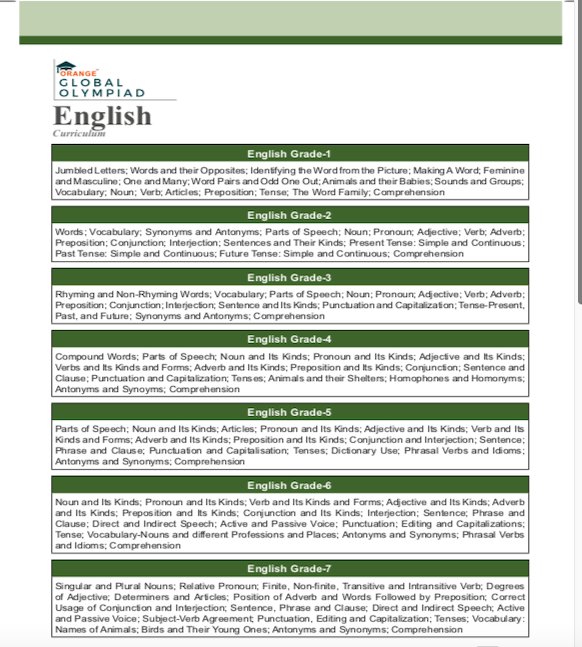 ORANGE
GLOBAL
OLYMPIAD
English
Curriculum
English Grade-1
Jumbled Letters; Words and their Opposites; Identifying the Word from the Picture; Making A Word; Feminine
and Masculine; One and Many; Word Pairs and Odd One Out; Animals and their Babies; Sounds and Groups;
Vocabulary; Noun; Verb; Articles; Preposition; Tense; The Word Family; Comprehension
English Grade-2
Words; Vocabulary; Synonyms and Antonyms; Parts of Speech; Noun; Pronoun; Adjective; Verb; Adverb;
Preposition; Conjunction; Interjection; Sentences and Their Kinds; Present Tense: Simple and Continuous;
Past Tense: Simple and Continuous; Future Tense: Simple and Continuous; Comprehension
English Grade-3
Rhyming and Non-Rhyming Words; Vocabulary; Parts of Speech; Noun; Pronoun; Adjective; Verb; Adverb;
Preposition; Conjunction; Interjection; Sentence and Its Kinds; Punctuation and Capitalization; Tense-Present,
Past, and Future; Synonyms and Antonyms; Comprehension
English Grade-4
Compound Words; Parts of Speech; Noun and Its Kinds; Pronoun and Its Kinds; Adjective and Its Kinds;
Verbs and Its Kinds and Forms; Adverb and Its Kinds; Preposition and Its Kinds; Conjunction; Sentence and
Clause; Punctuation and Capitalization; Tenses; Animals and their Shelters; Homophones and Homonyms;
Antonyms and Synoyms; Comprehension
English Grade-5
Parts of Speech; Noun and Its Kinds; Articles; Pronoun and Its Kinds; Adjective and Its Kinds; Verb and Its
Kinds and Forms; Adverb and Its Kinds; Preposition and Its Kinds; Conjunction and Interjection; Sentence;
Phrase and Clause; Punctuation and Capitalisation; Tenses; Dictionary Use; Phrasal Verbs and Idioms;
Antonyms and Synonyms; Comprehension
English Grade-6
Noun and Its Kinds; Pronoun and Its Kinds; Verb and Its Kinds and Forms; Adjective and Its Kinds; Adverb
and Its Kinds; Preposition and Its Kinds; Conjunction and Its Kinds; Interjection; Sentence; Phrase and
Clause; Direct and Indirect Speech; Active and Passive Voice; Punctuation; Editing and Capitalizations;
Tense; Vocabulary-Nouns and different Professions and Places; Antonyms and Synonyms; Phrasal Verbs
and Idioms; Comprehension
English Grade-7
Singular and Plural Nouns; Relative Pronoun; Finite, Non-finite, Transitive and Intransitive Verb; Degrees
of Adjective; Determiners and Articles; Position of Adverb and Words Followed by Preposition; Correct
Usage of Conjunction and Interjection; Sentence, Phrase and Clause; Direct and Indirect Speech; Active
and Passive Voice; Subject-Verb Agreement; Punctuation, Editing and Capitalization; Tenses; Vocabulary:
Names of Animals; Birds and Their Young Ones; Antonyms and Synonyms; Comprehension